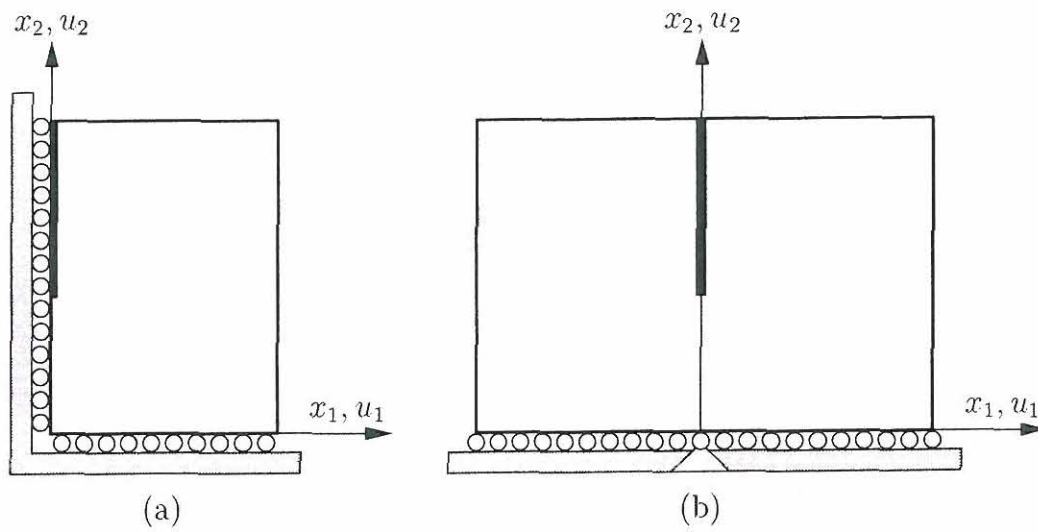 x₂, u₂
x₁, u₁
(a)
x₂, u₂
x₁, u₁
(b)